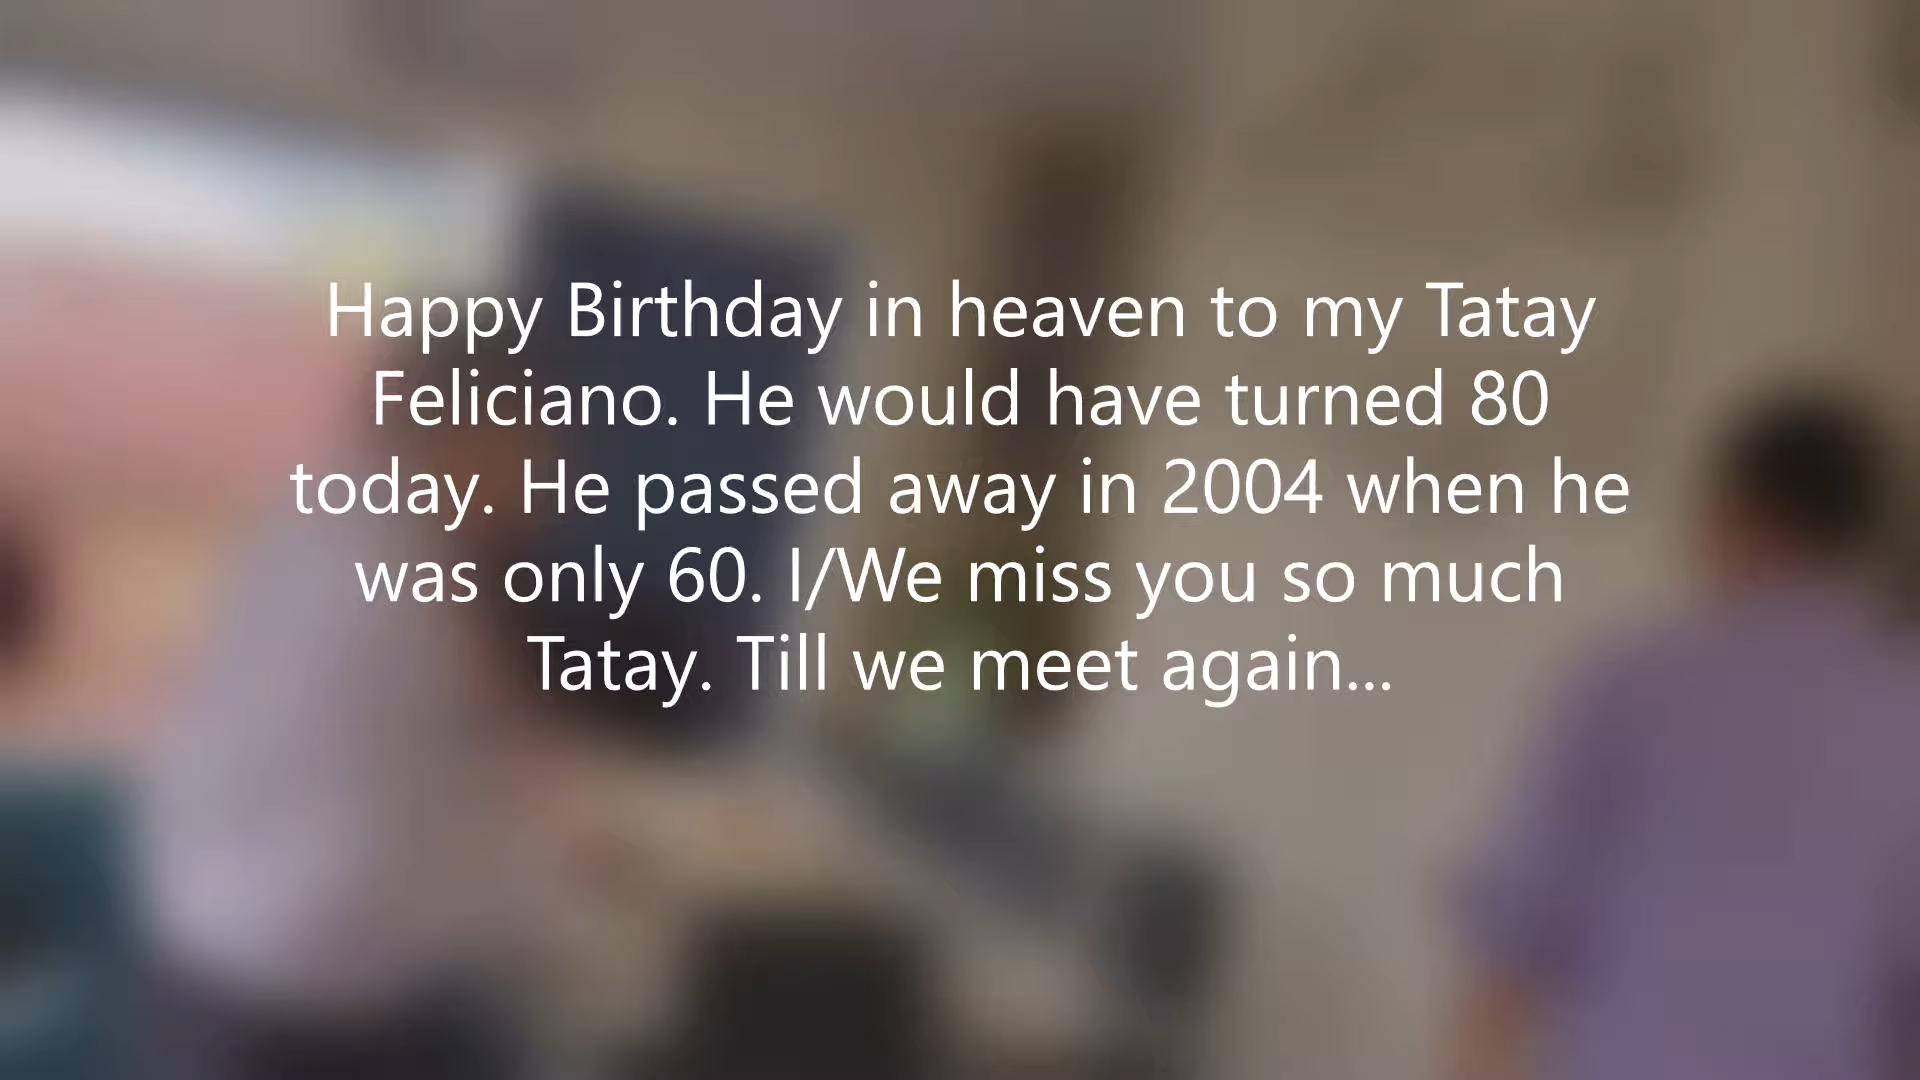 Happy Birthday in heaven to my Tatay
Feliciano. He would have turned 80
today. He passed away in 2004 when he
was only 60. I/We miss you so much
Tatay. Till we meet again...